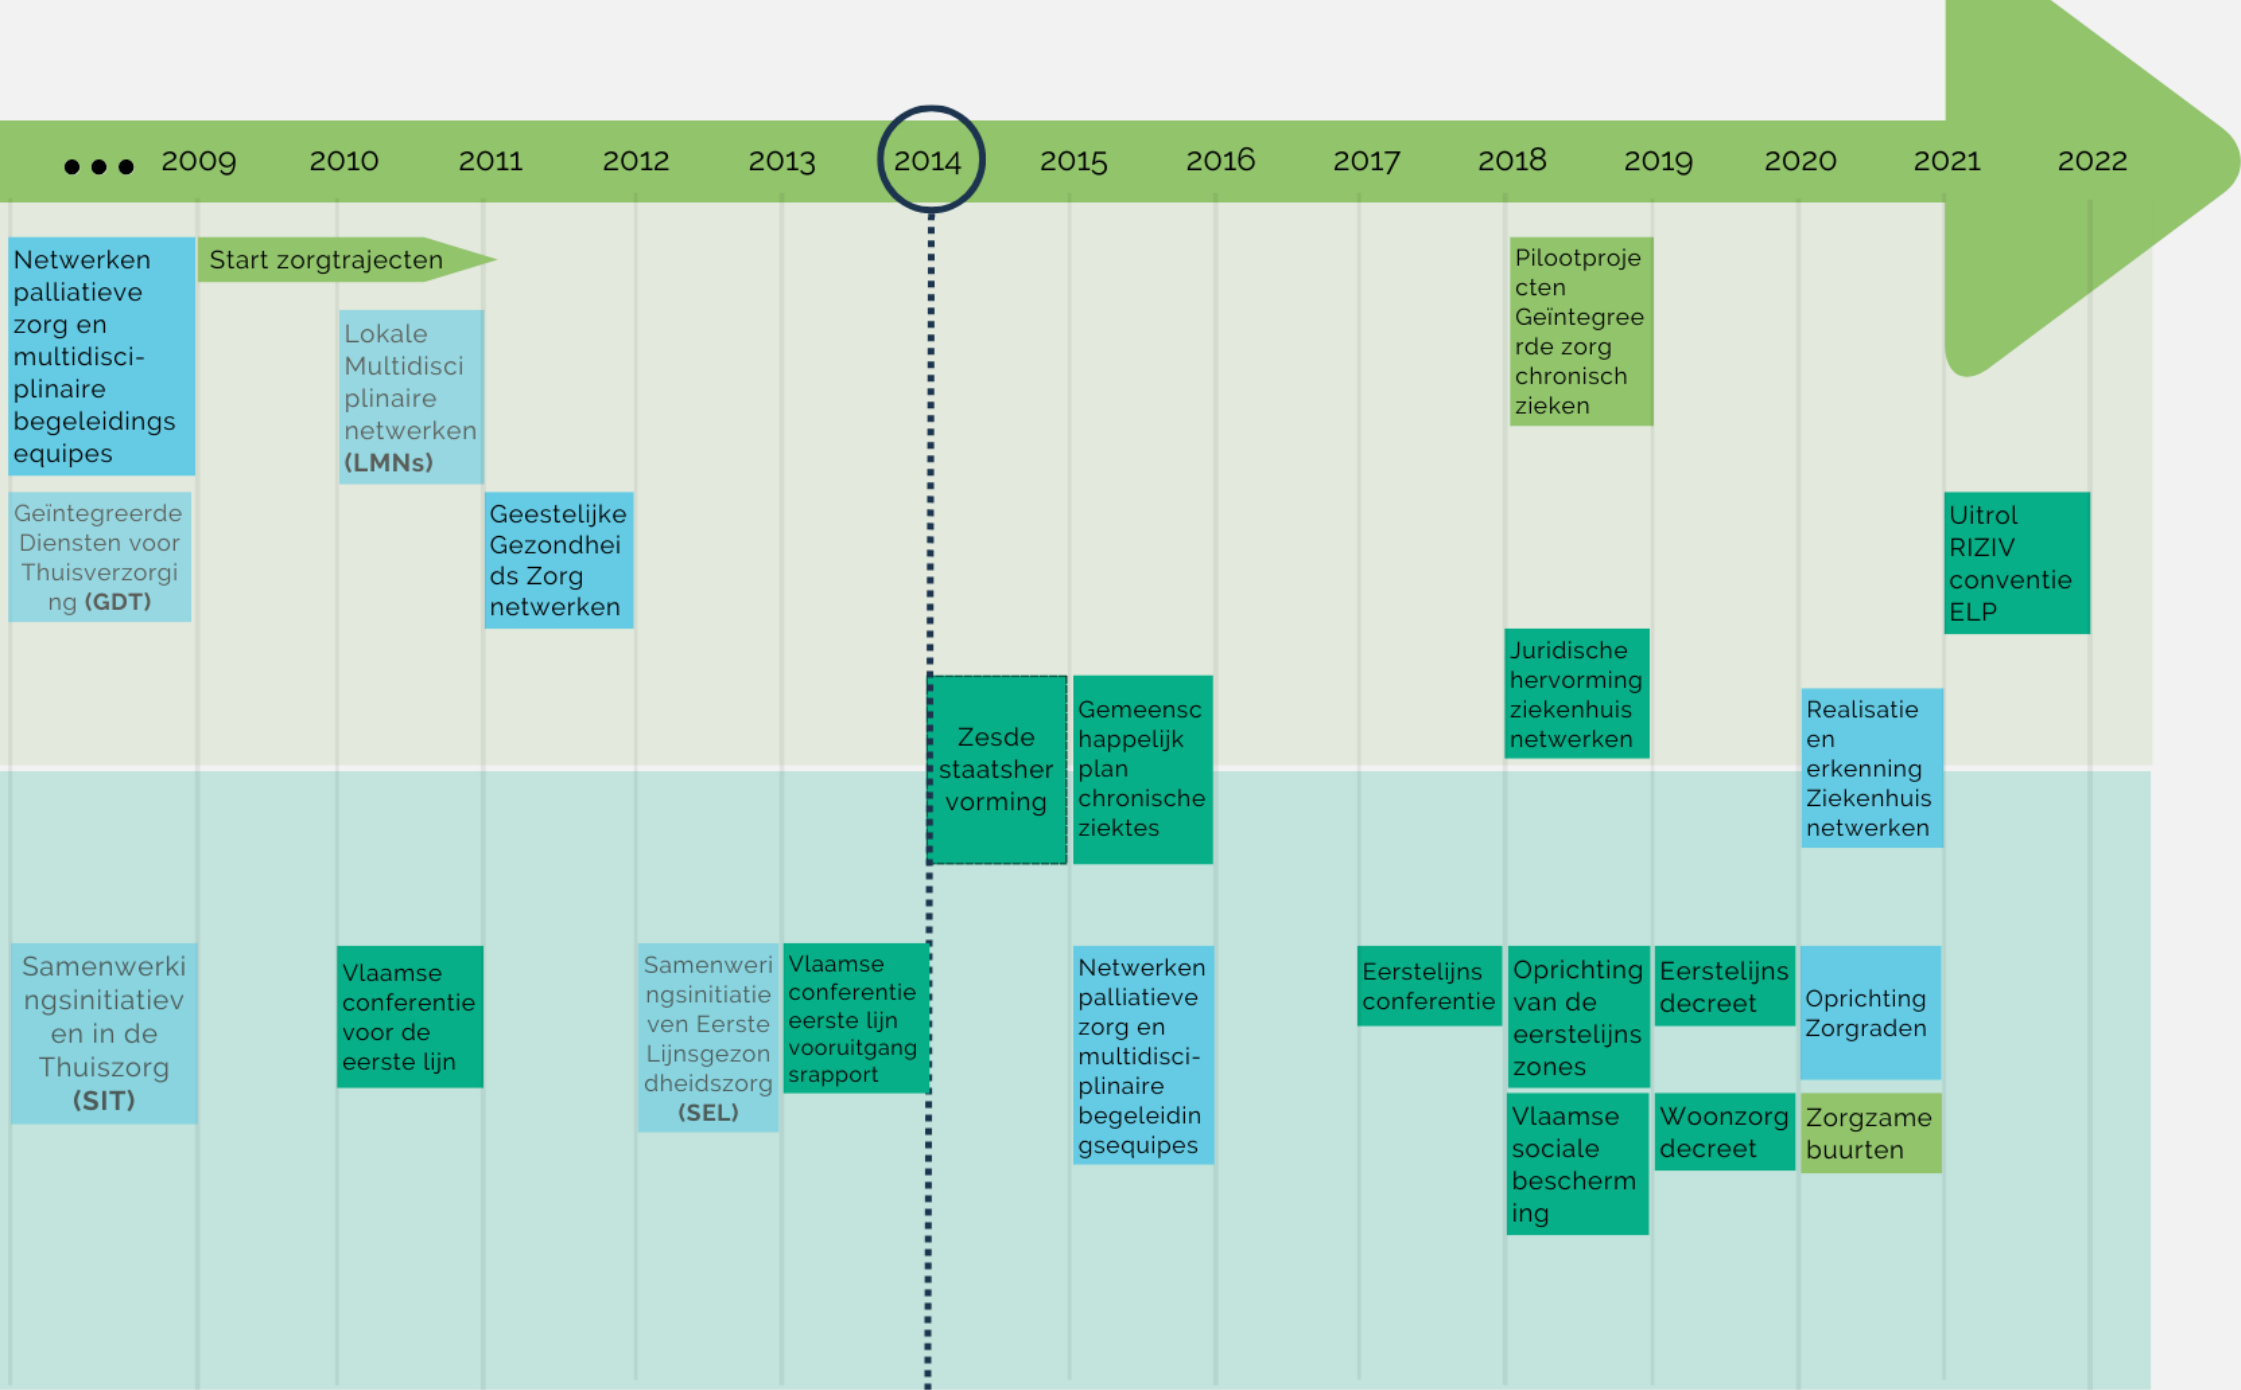 ••• 2009 2010 2011 2012 2013 2014 2015 2016 2017 2018 2019 2020 2021 2022
Netwerken
palliatieve
zorg en
multidisci-
plinaire
begeleidings
equipes
Start zorgtrajecten
Lokale
Multidisci
plinaire
netwerken
(LMNs)
Pilootproje
cten
Geïntegree
rde zorg
chronisch
zieken
Geïntegreerde
Diensten voor
Thuisverzorgi
ng (GDT)
Geestelijke
Gezondhei
ds Zorg
netwerken
Uitrol
RIZIV
conventie
ELP
Juridische
hervorming
ziekenhuis
netwerken
Zesde
staatsher
vorming
Gemeensc
happelijk
plan
chronische
ziektes
Realisatie
en
erkenning
Ziekenhuis
netwerken
Samenwerki
ngsinitiatiev
en in de
Thuiszorg
(SIT)
Vlaamse
conferentie
voor de
eerste lijn
Samenweri
ngsinitiatie
ven Eerste
Lijnsgezon
dheidszorg
(SEL)
Vlaamse
conferentie
eerste lijn
vooruitgang
srapport
Netwerken
palliatieve
zorg en
multidisci-
plinaire
begeleidin
gsequipes
Eerstelijns
conferentie
Oprichting
van de
eerstelijns
zones
Eerstelijns
decreet
Oprichting
Zorgraden
Vlaamse
sociale
bescherm
ing
Woonzorg
decreet
Zorgzame
buurten